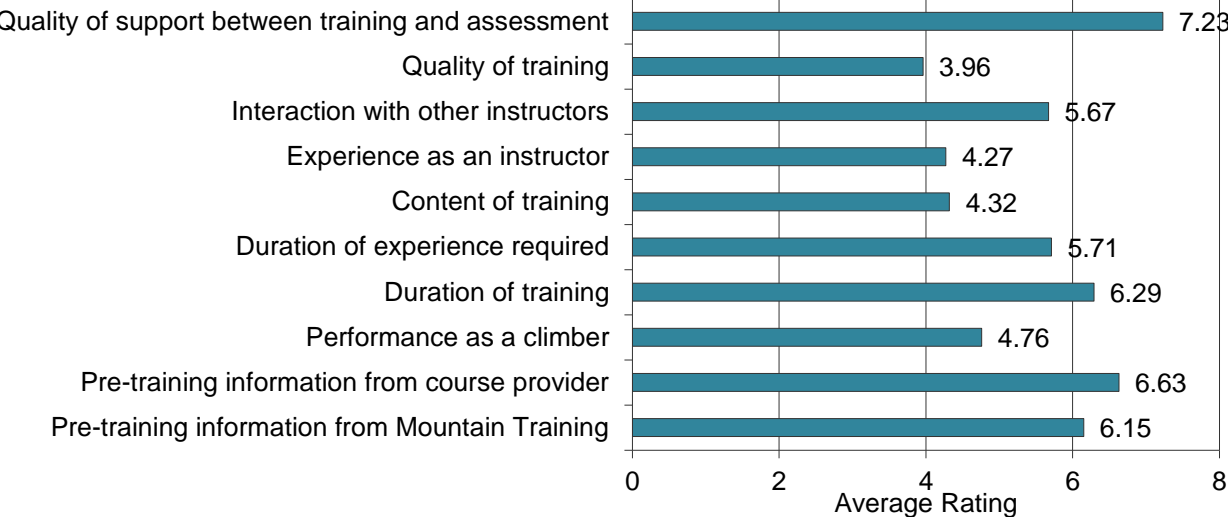 Quality of support between training and assessment 7.23
Quality of training 3.96
Interaction with other instructors 5.67
Experience as an instructor 4.27
Content of training 4.32
Duration of experience required 5.71
Duration of training 6.29
Performance as a climber 4.76
Pre-training information from course provider 6.63
Pre-training information from Mountain Training 6.15
0 2 4 6 8
Average Rating